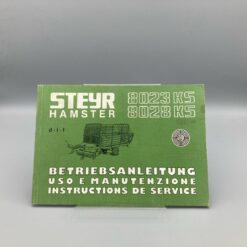 STEYR 8023 KS
HAMSTER 8028 KS
d-i-f
BETRIEBSANLEITUNG
USO E MANUTENZIONE
INSTRUCTIONS DE SERVICE